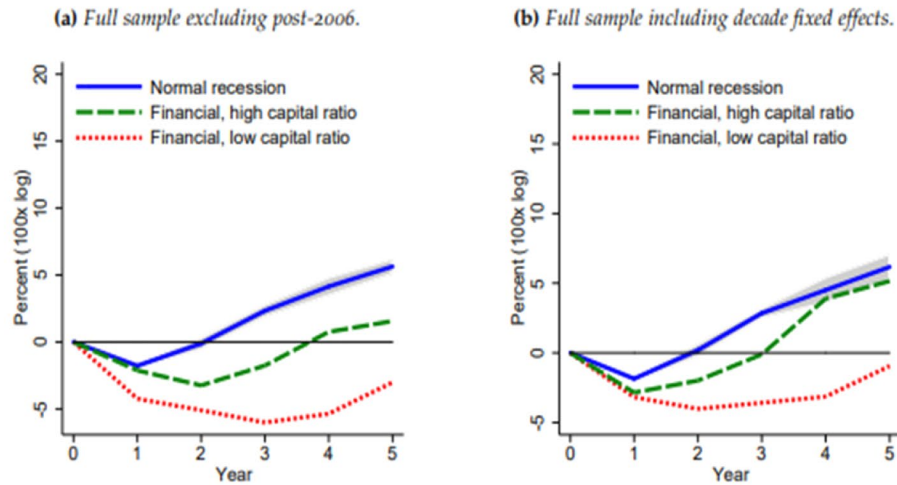 (a) Full sample excluding post-2006.
Percent (100x log)
20
15
10
5
0
-5
Normal recession
Financial, high capital ratio
Financial, low capital ratio
0 1 2 3 4 5
Year
(b) Full sample including decade fixed effects.
Percent (100x log)
20
15
10
5
0
-5
Normal recession
Financial, high capital ratio
Financial, low capital ratio
0 1 2 3 4 5
Year